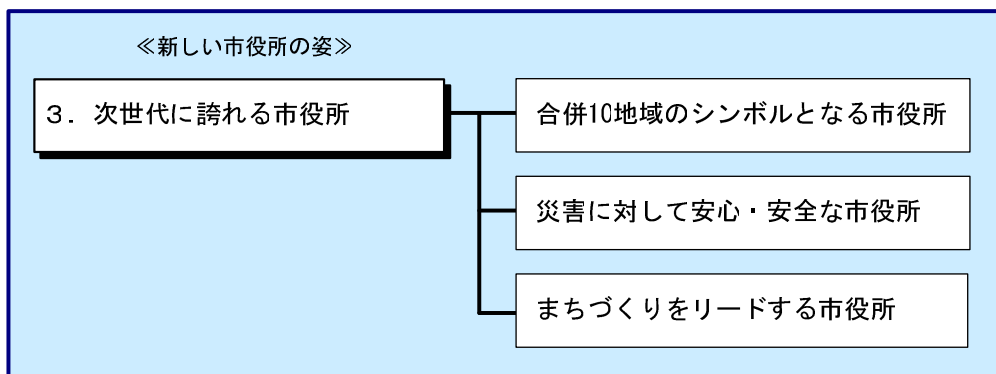 ≪新しい市役所の姿≫
3．次世代に誇れる市役所
合併10地域のシンボルとなる市役所
災害に対して安心・安全な市役所
まちづくりをリードする市役所